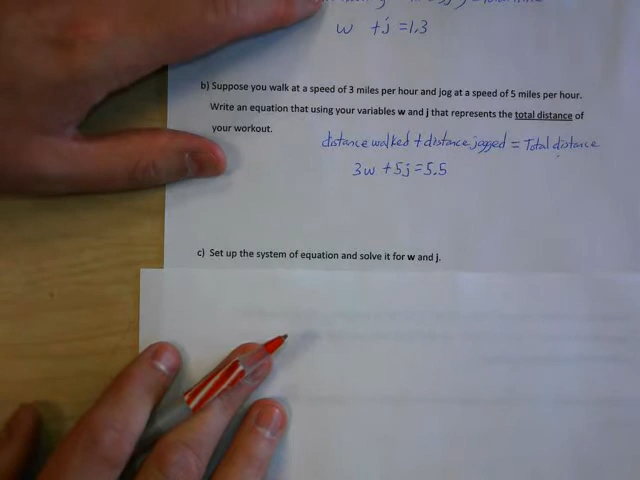 w + j = 1.3
b) Suppose you walk at a speed of 3 miles per hour and jog at a speed of 5 miles per hour.
Write an equation that using your variables w and j that represents the total distance of
your workout.
distance walked + distance jogged = Total distance
3w + 5j = 5.5
c) Set up the system of equation and solve it for w and j.